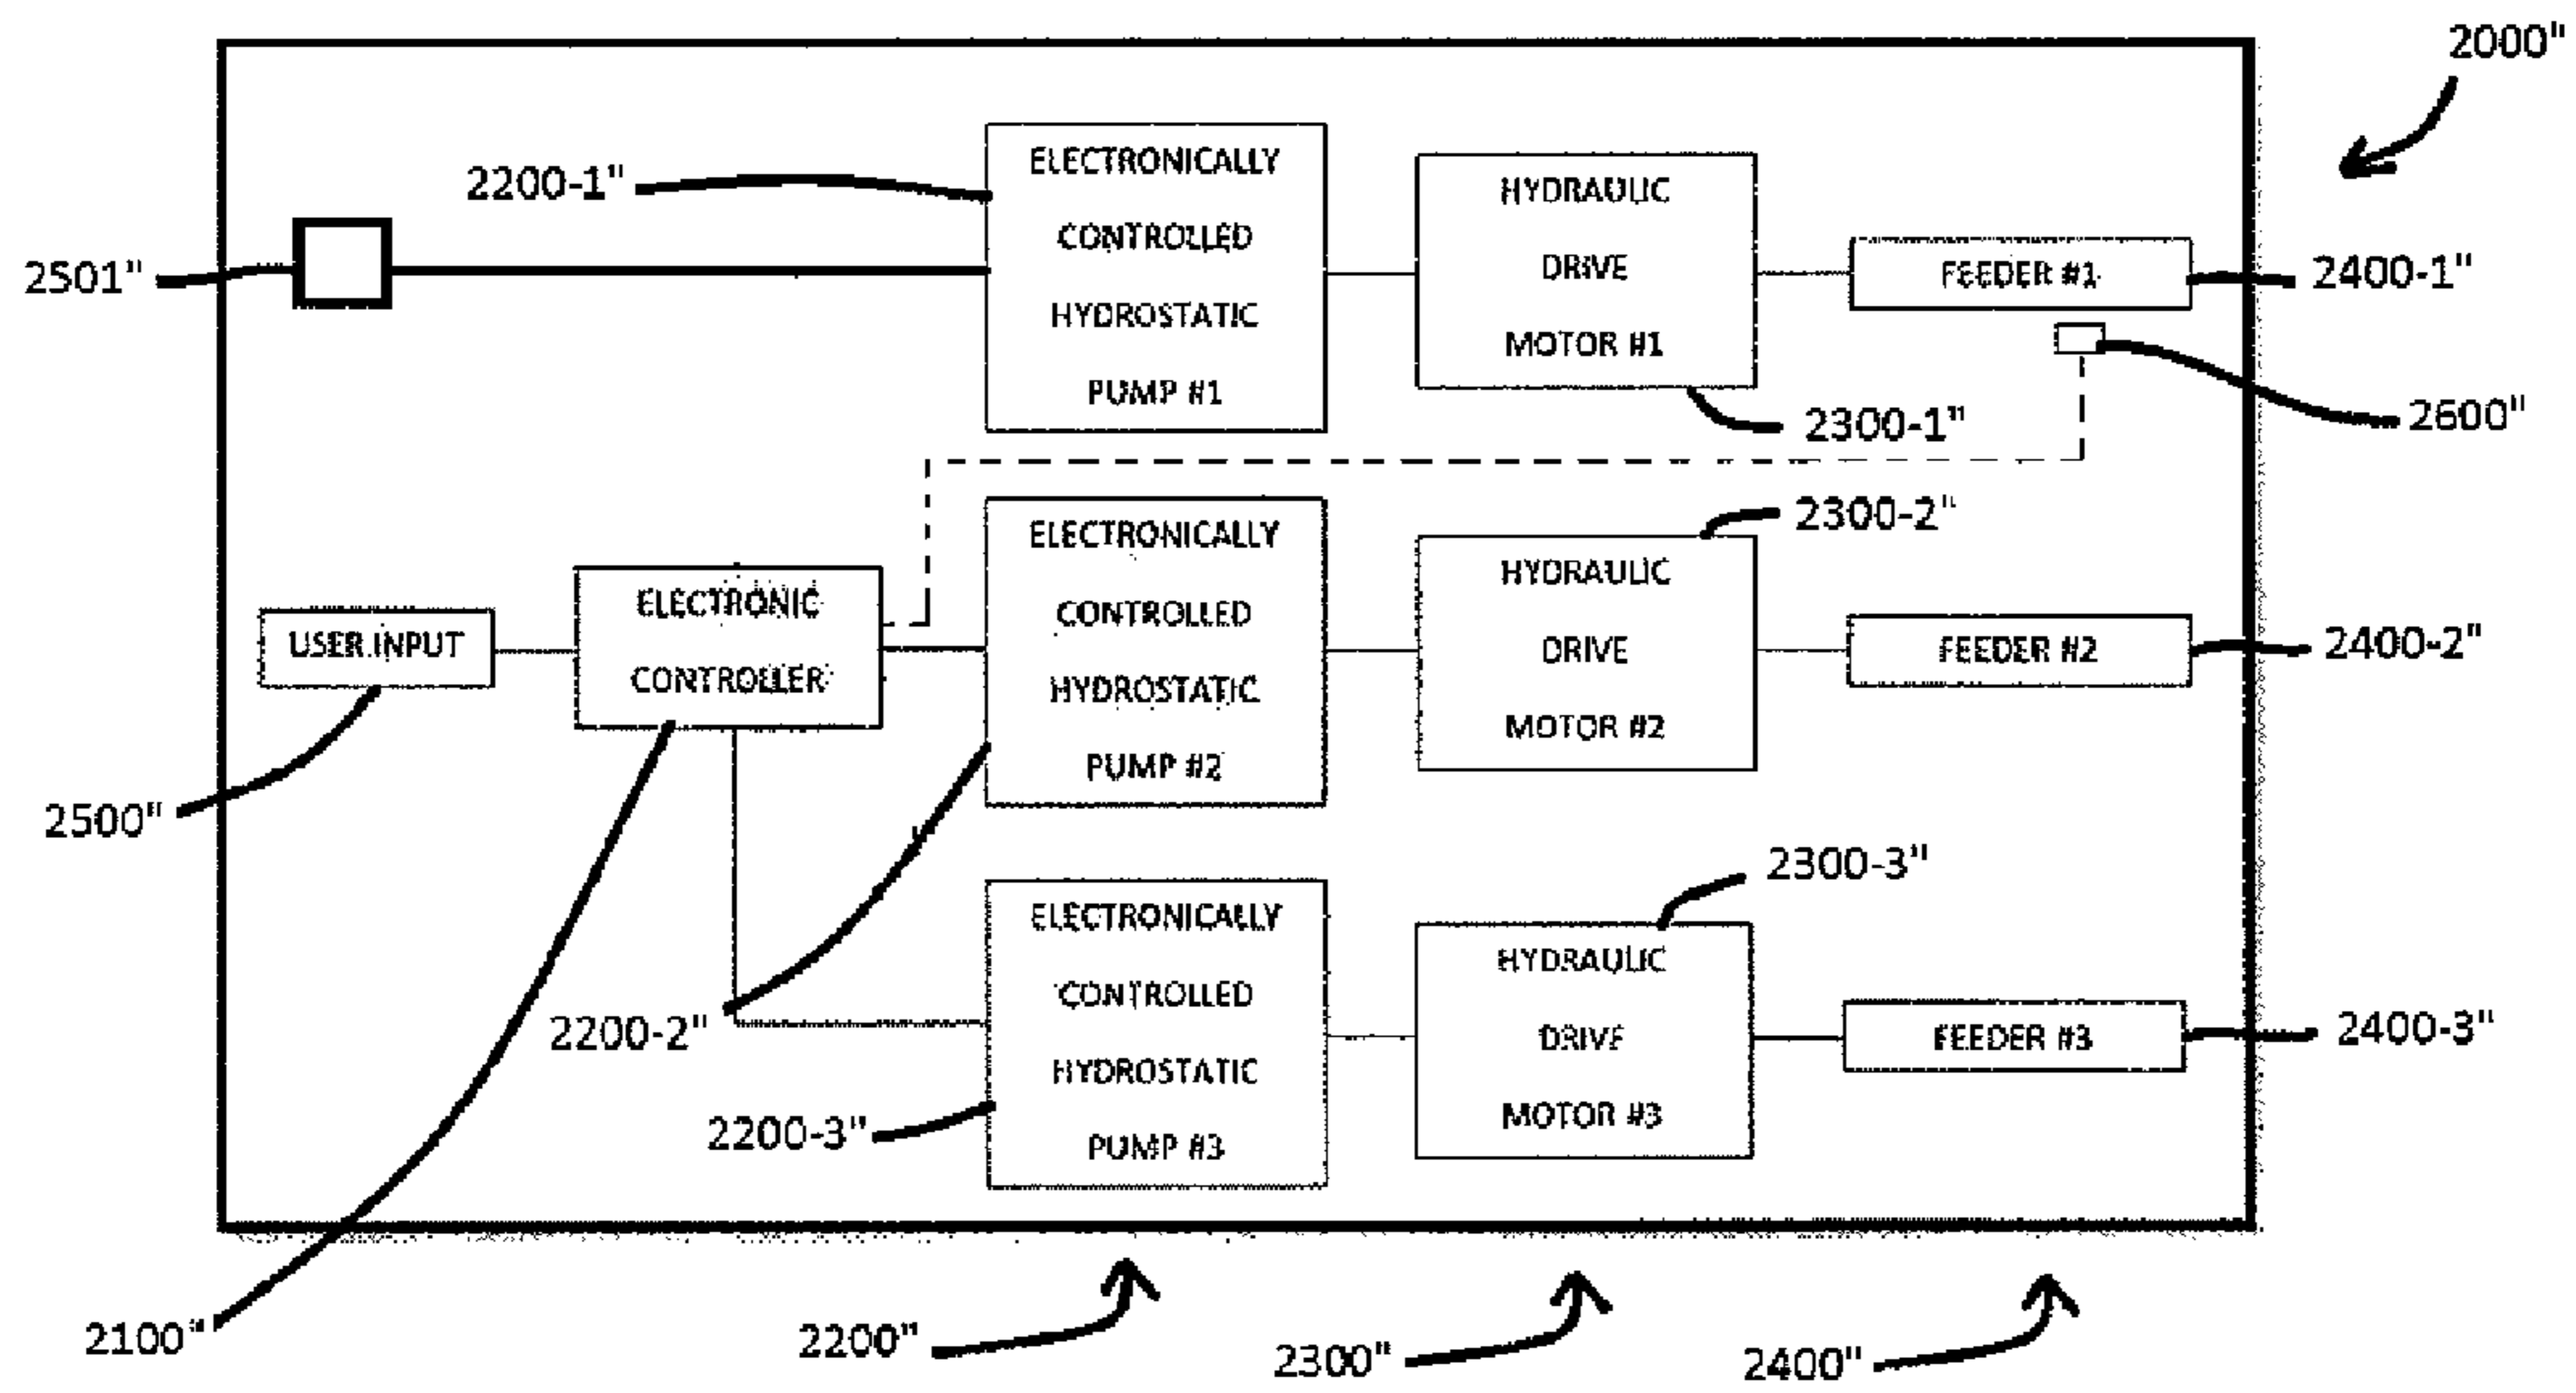 2000"
ELECTRONICALLY
CONTROLLED
HYDROSTATIC
PUMP #1
2200-1"
HYDRAULIC
DRIVE
MOTOR #1
2501"
FEEDER #1
2400-1"
2600"
2300-1"
2300-2"
ELECTRONICALLY
CONTROLLED
HYDROSTATIC
PUMP #2
HYDRAULIC
DRIVE
MOTOR #2
ELECTRONIC
CONTROLLER
USER INPUT
FEEDER #2
2400-2"
2500"
2300-3"
ELECTRONICALLY
CONTROLLED
HYDROSTATIC
PUMP #3
HYDRAULIC
DRIVE
MOTOR #3
2200-2"
FEEDER #3
2400-3"
2200-3"
2100"
2200"
2300"
2400"